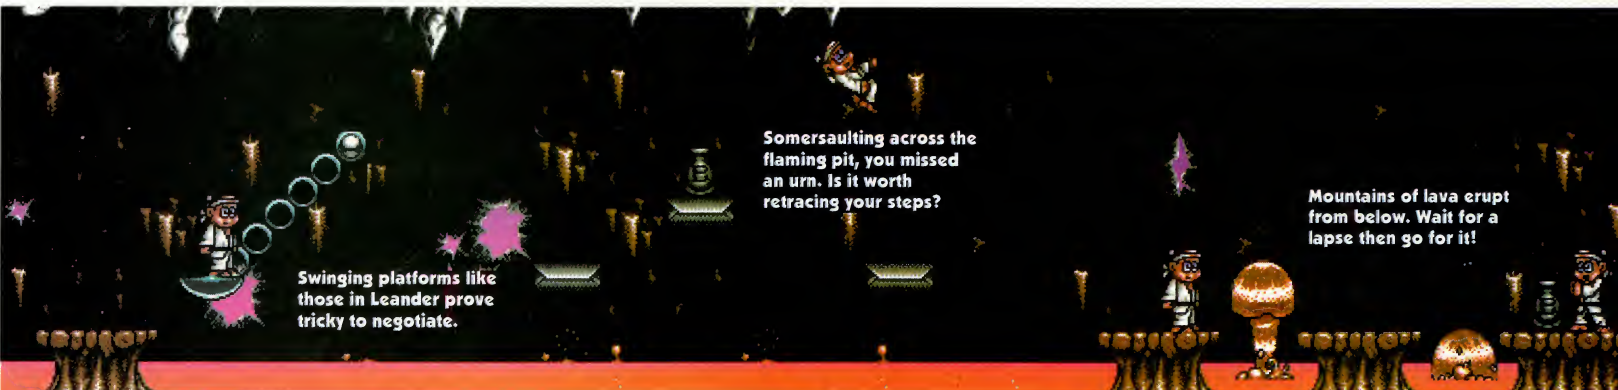 Swinging platforms like
those in Leander prove
tricky to negotiate.
Somersaulting across the
flaming pit, you missed
an urn. Is it worth
retracing your steps?
Mountains of lava erupt
from below. Wait for a
lapse then go for it!